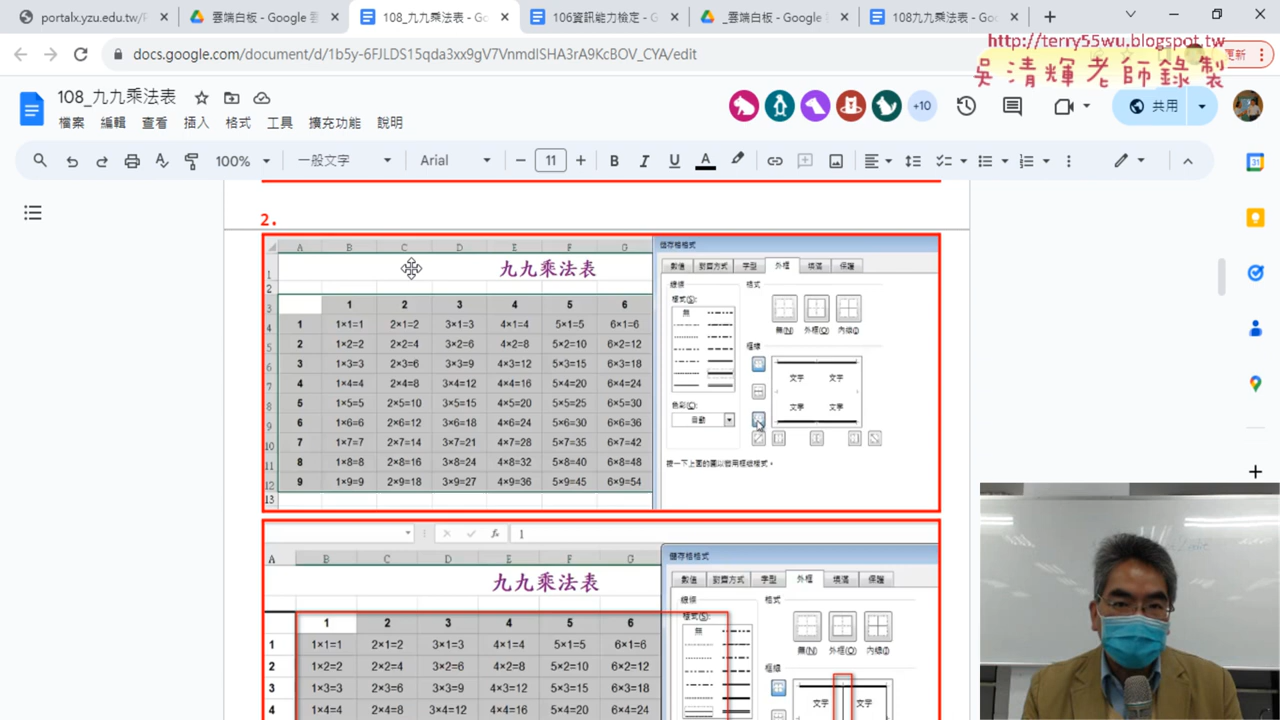 portalx.yzu.edu.tw/P
雲端白板 - Google 雲
108_九九乘法表 - Go
106資訊能力檢定 - G
_雲端白板 - Google
108九九乘法表 - Goo
http://terry55wu.blogspot.tw
docs.google.com/document/d/1b5y-6FJLDS15qda3xx9qV7VnmdISHA3rA9KcBOV_CYA/edit
更新
吳清輝老師錄製
108_九九乘法表
檔案 編輯 查看 插入 格式 工具 擴充功能 說明
+10
共用
100% 一般文字 Arial 11 B I U A
31
2.
A B C D E F G
儲存格格式
1 九九乘法表
數值 對齊方式 字型 外框 填滿 保護
2
線條 格式
樣式(S):
3 1 2 3 4 5 6
無
4 1 1×1=1 2×1=2 3×1=3 4×1=4 5×1=5 6×1=6
無(N) 外框(O) 內線(I)
5 2 1×2=2 2×2=4 3×2=6 4×2=8 5×2=10 6×2=12
框線
6 3 1×3=3 2×3=6 3×3=9 4×3=12 5×3=15 6×3=18
7 4 1×4=4 2×4=8 3×4=12 4×4=16 5×4=20 6×4=24
文字 文字
8 5 1×5=5 2×5=10 3×5=15 4×5=20 5×5=25 6×5=30
色彩(C): 文字 文字
9 6 1×6=6 2×6=12 3×6=18 4×6=24 5×6=30 6×6=36
自動
10 7 1×7=7 2×7=14 3×7=21 4×7=28 5×7=35 6×7=42
11 8 1×8=8 2×8=16 3×8=24 4×8=32 5×8=40 6×8=48
12 9 1×9=9 2×9=18 3×9=27 4×9=36 5×9=45 6×9=54
13
fx 1
A B C D E F G
儲存格格式
九九乘法表
數值 對齊方式 字型 外框 填滿 保護
線條 格式
樣式(S):
1 2 3 4 5 6
無
1 1×1=1 2×1=2 3×1=3 4×1=4 5×1=5 6×1=6
無(N) 外框(O) 內線(I)
2 1×2=2 2×2=4 3×2=6 4×2=8 5×2=10 6×2=12
框線
3 1×3=3 2×3=6 3×3=9 4×3=12 5×3=15 6×3=18
4 1×4=4 2×4=8 3×4=12 4×4=16 5×4=20 6×4=24
文字 文字